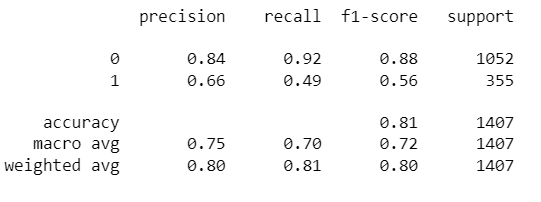 precision recall f1-score support
0 0.84 0.92 0.88 1052
1 0.66 0.49 0.56 355
accuracy 0.81 1407
macro avg 0.75 0.70 0.72 1407
weighted avg 0.80 0.81 0.80 1407